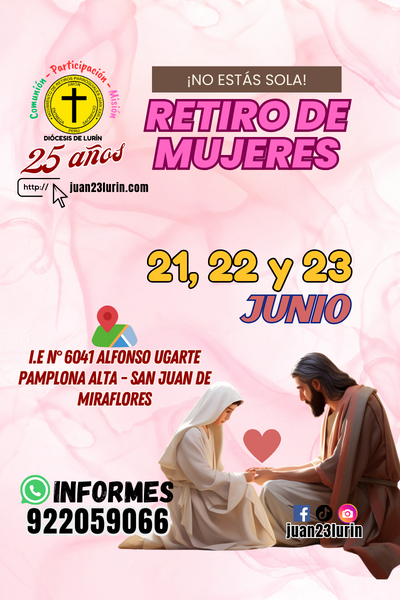 Comunión - Participación - Misión
DIÓCESIS DE LURÍN
25 años
http://
juan23lurin.com
¡NO ESTÁS SOLA!
RETIRO DE
MUJERES
21, 22 y 23
JUNIO
I.E N° 6041 ALFONSO UGARTE
PAMPLONA ALTA - SAN JUAN DE
MIRAFLORES
INFORMES
922059066
juan23lurin